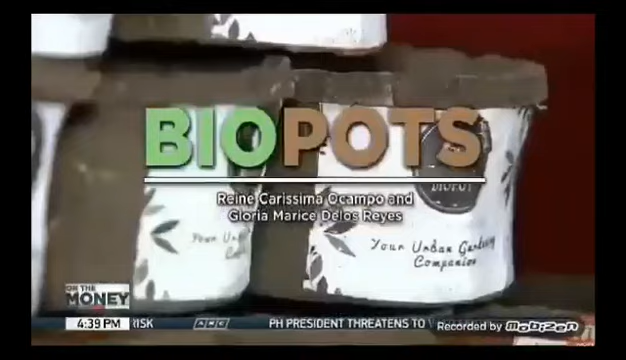 BIOPOTS
Reine Carissima Ocampo and
Gloria Marice Delos Reyes
BIOPOT
Your Urban Gardening
Companion
Your
ON THE
MONEY
4:39 PM RISK ANC PH PRESIDENT THREATENS TO
Recorded by Mobizen